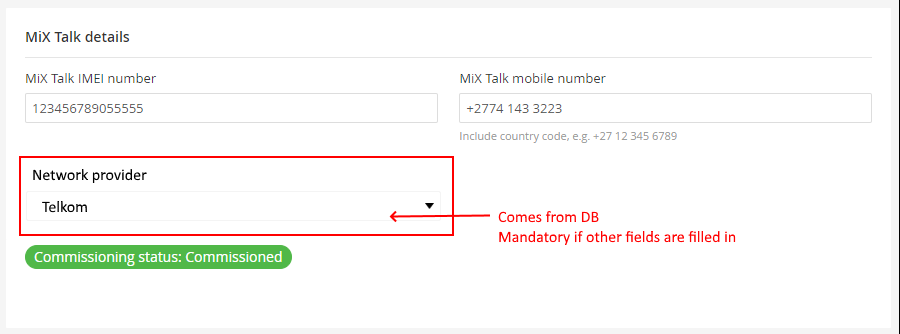 MiX Talk details
MiX Talk IMEI number
MiX Talk mobile number
123456789055555
+2774 143 3223
Include country code, e.g. +27 12 345 6789
Network provider
Telkom
Comes from DB
Mandatory if other fields are filled in
Commissioning status: Commissioned